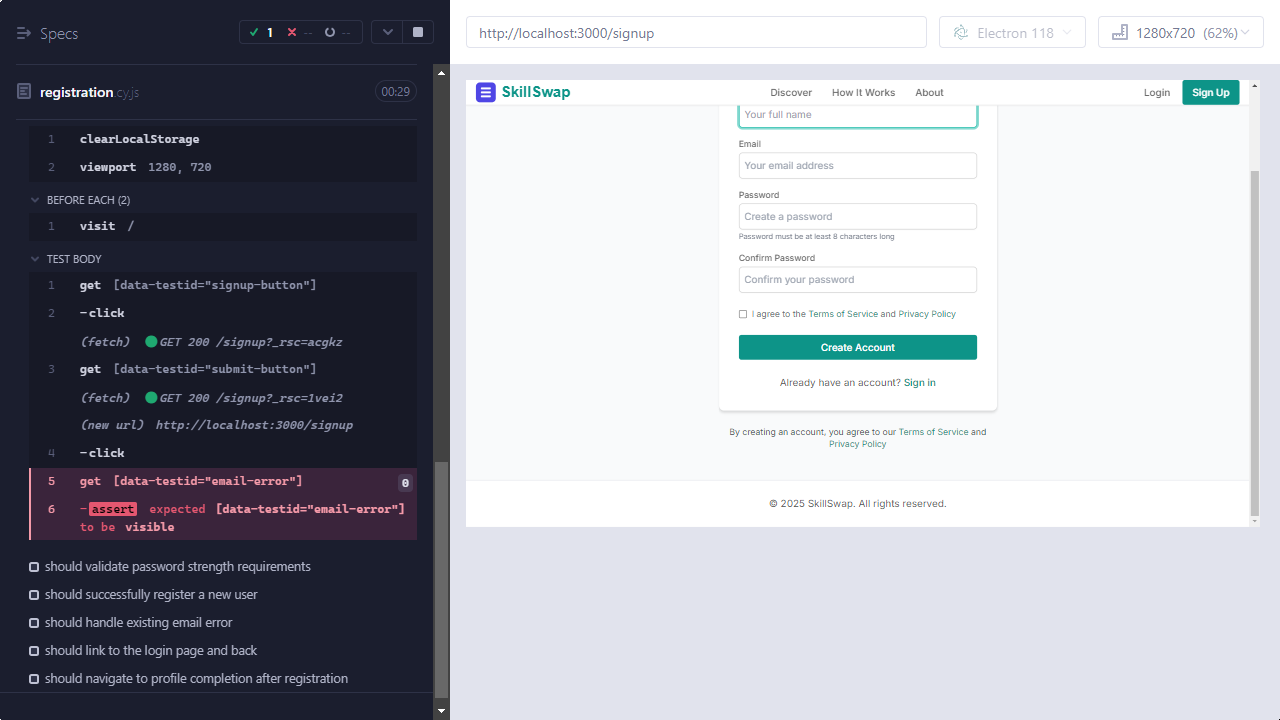 Specs
1
--
--
registration.cy.js
00:29
1 clearLocalStorage
2 viewport 1280, 720
BEFORE EACH (2)
1 visit /
TEST BODY
1 get [data-testid="signup-button"]
2 -click
(fetch) GET 200 /signup?_rsc=acgkz
3 get [data-testid="submit-button"]
(fetch) GET 200 /signup?_rsc=1vei2
(new url) http://localhost:3000/signup
4 -click
5 get [data-testid="email-error"] 0
6 -assert expected [data-testid="email-error"]
to be visible
should validate password strength requirements
should successfully register a new user
should handle existing email error
should link to the login page and back
should navigate to profile completion after registration
http://localhost:3000/signup
Electron 118
1280x720 (62%)
SkillSwap
Discover
How It Works
About
Login
Sign Up
Your full name
Email
Your email address
Password
Create a password
Password must be at least 8 characters long
Confirm Password
Confirm your password
I agree to the Terms of Service and Privacy Policy
Create Account
Already have an account? Sign in
By creating an account, you agree to our Terms of Service and
Privacy Policy
© 2025 SkillSwap. All rights reserved.